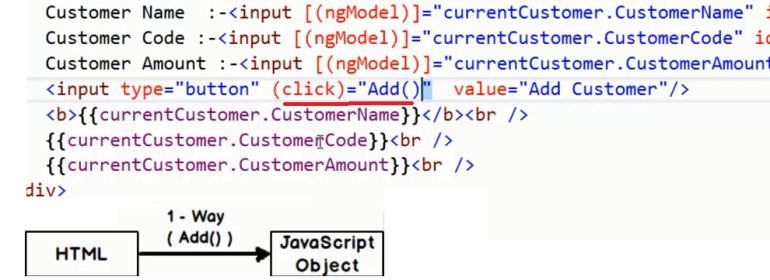 Customer Name :-<input [(ngModel)]="currentCustomer.CustomerName" i
Customer Code :-<input [(ngModel)]="currentCustomer.CustomerCode" id
Customer Amount :-<input [(ngModel)]="currentCustomer.CustomerAmount
<input type="button" (click)="Add()" value="Add Customer"/>
<b>{{currentCustomer.CustomerName}}</b><br />
{{currentCustomer.CustomerCode}}<br />
{{currentCustomer.CustomerAmount}}<br />
div>
1 - Way
( Add() )
HTML
JavaScript
Object